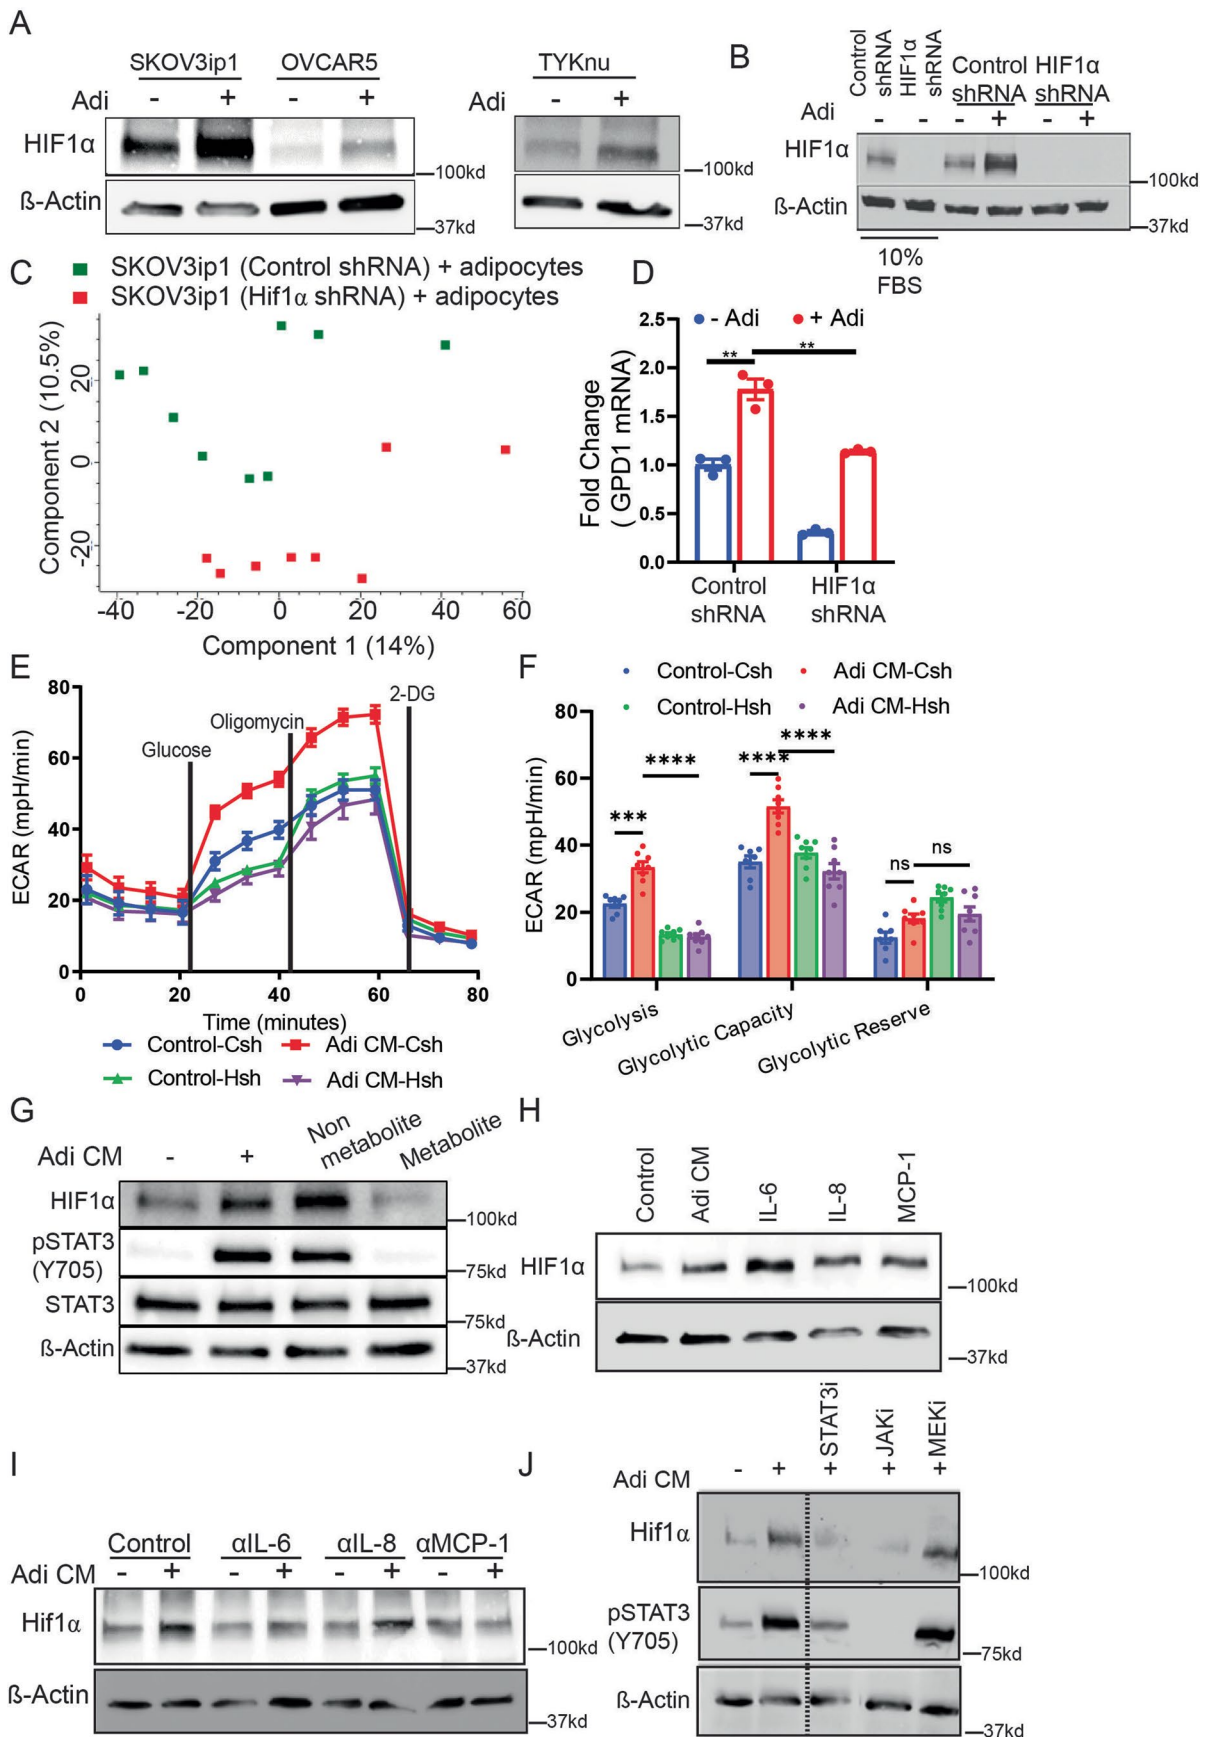 A
SKOV3ip1 OVCAR5 TYKnu
Adi - + - + Adi - +
HIF1α
-100kd -100kd
ß-Actin
-37kd -37kd
B
Control shRNA
HIF1α shRNA
Control shRNA
HIF1α shRNA
Adi - - - + - +
HIF1α
-100kd
ß-Actin
-37kd
10%
FBS
C
SKOV3ip1 (Control shRNA) + adipocytes
SKOV3ip1 (Hif1α shRNA) + adipocytes
Component 2 (10.5%)
20
0
-20
-40 -20 0 20 40 60
Component 1 (14%)
D
- Adi + Adi
** **
Fold Change
( GPD1 mRNA)
2.5
2.0
1.5
1.0
0.5
0.0
Control
shRNA
HIF1α
shRNA
E
ECAR (mpH/min)
80
60
40
20
0
Glucose
Oligomycin
2-DG
0 20 40 60 80
Time (minutes)
Control-Csh Adi CM-Csh
Control-Hsh Adi CM-Hsh
F
Control-Csh Adi CM-Csh
Control-Hsh Adi CM-Hsh
ECAR (mpH/min)
80
60
40
20
0
*** **** **** **** ns ns
Glycolysis
Glycolytic Capacity
Glycolytic Reserve
G
Adi CM - +
Non
metabolite
Metabolite
HIF1α
-100kd
pSTAT3
(Y705)
-75kd
STAT3
-75kd
ß-Actin
-37kd
H
Control
Adi CM
IL-6
IL-8
MCP-1
HIF1α
-100kd
ß-Actin
-37kd
I
Control αIL-6 αIL-8 αMCP-1
Adi CM - + - + - + - +
Hif1α
-100kd
ß-Actin
-37kd
J
STAT3i
JAKi
MEKi
Adi CM - + + + +
Hif1α
-100kd
pSTAT3
(Y705)
-75kd
ß-Actin
-37kd